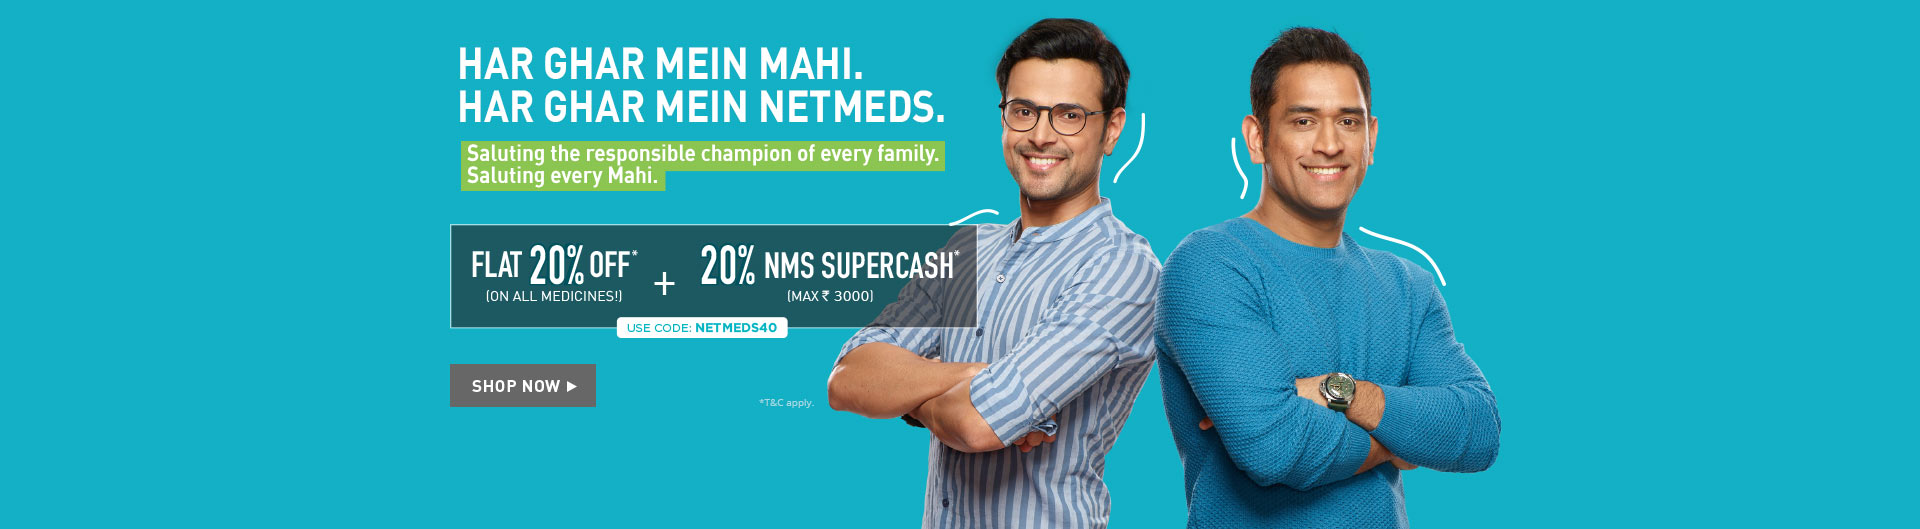 HAR GHAR MEIN MAHI.
HAR GHAR MEIN NETMEDS.
Saluting the responsible champion of every family.
Saluting every Mahi.
FLAT 20% OFF* + 20% NMS SUPERCASH*
(ON ALL MEDICINES!) (MAX ₹ 3000)
USE CODE: NETMEDS40
SHOP NOW ▶
*T&C apply.